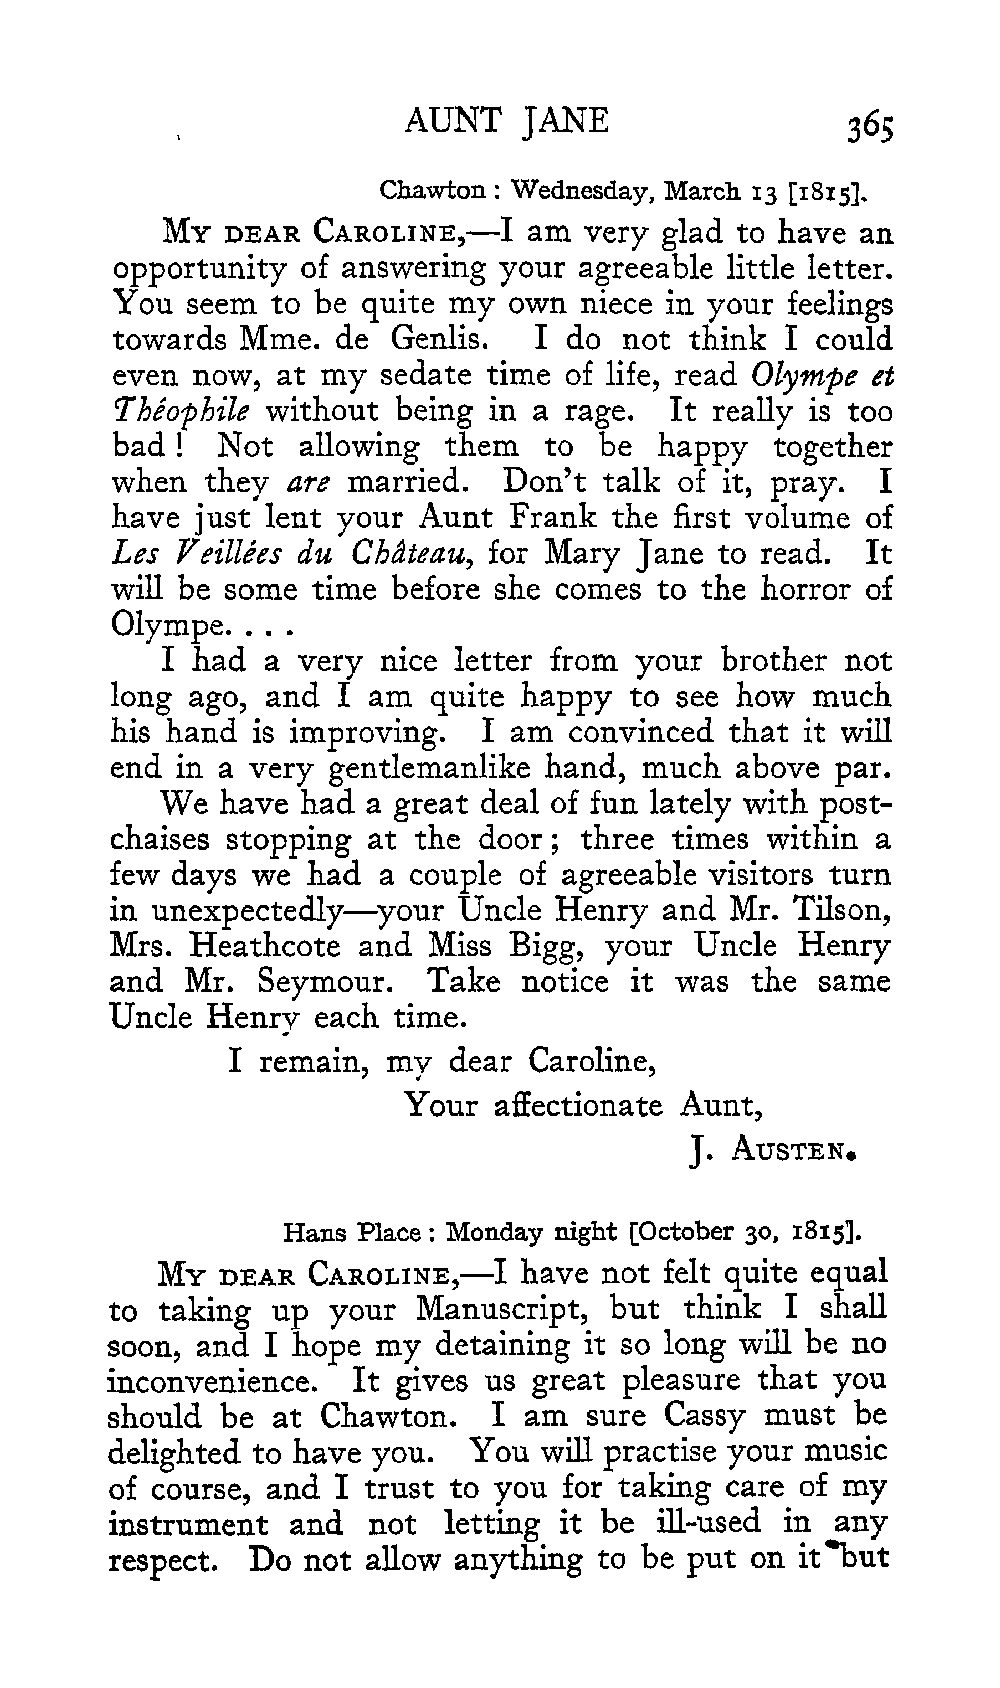 AUNT JANE 365
Chawton : Wednesday, March 13 [1815].
MY DEAR CAROLINE,—I am very glad to have an
opportunity of answering your agreeable little letter.
You seem to be quite my own niece in your feelings
towards Mme. de Genlis. I do not think I could
even now, at my sedate time of life, read Olympe et
Théophile without being in a rage. It really is too
bad ! Not allowing them to be happy together
when they are married. Don't talk of it, pray. I
have just lent your Aunt Frank the first volume of
Les Veillées du Château, for Mary Jane to read. It
will be some time before she comes to the horror of
Olympe. . . .
I had a very nice letter from your brother not
long ago, and I am quite happy to see how much
his hand is improving. I am convinced that it will
end in a very gentlemanlike hand, much above par.
We have had a great deal of fun lately with post-
chaises stopping at the door ; three times within a
few days we had a couple of agreeable visitors turn
in unexpectedly—your Uncle Henry and Mr. Tilson,
Mrs. Heathcote and Miss Bigg, your Uncle Henry
and Mr. Seymour. Take notice it was the same
Uncle Henry each time.
I remain, my dear Caroline,
Your affectionate Aunt,
J. AUSTEN.
Hans Place : Monday night [October 30, 1815].
MY DEAR CAROLINE,—I have not felt quite equal
to taking up your Manuscript, but think I shall
soon, and I hope my detaining it so long will be no
inconvenience. It gives us great pleasure that you
should be at Chawton. I am sure Cassy must be
delighted to have you. You will practise your music
of course, and I trust to you for taking care of my
instrument and not letting it be ill-used in any
respect. Do not allow anything to be put on it but